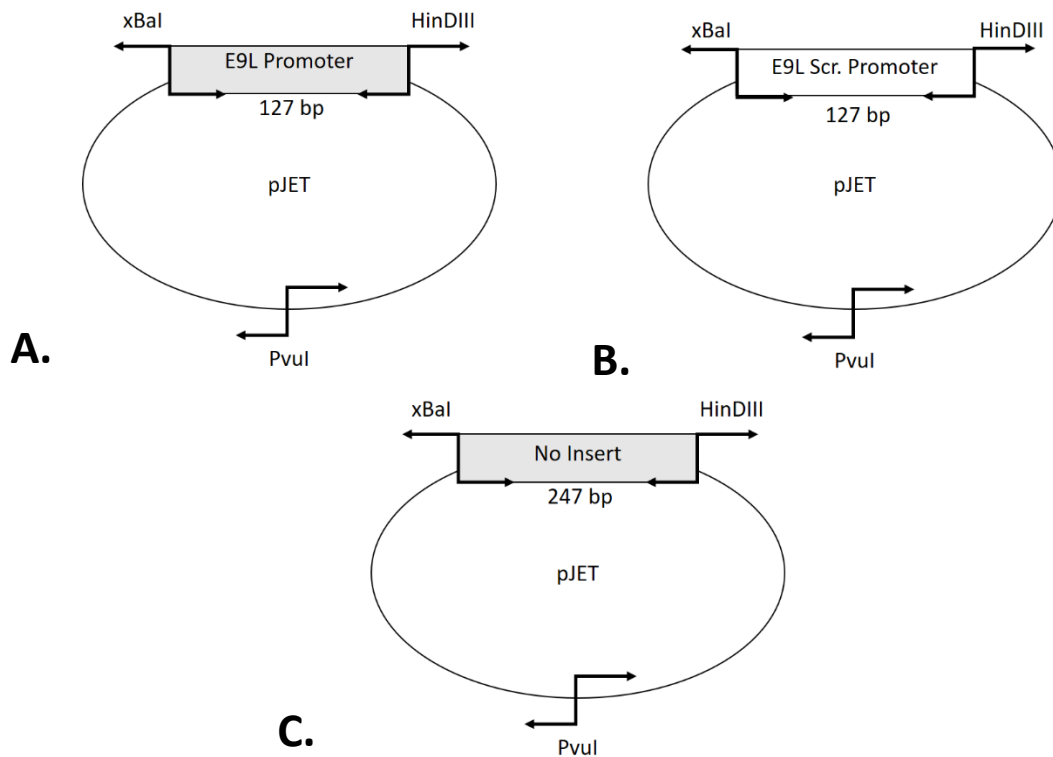 xBaI
HinDIII
E9L Promoter
127 bp
pJET
PvuI
A.
xBaI
HinDIII
E9L Scr. Promoter
127 bp
pJET
PvuI
B.
xBaI
HinDIII
No Insert
247 bp
pJET
PvuI
C.